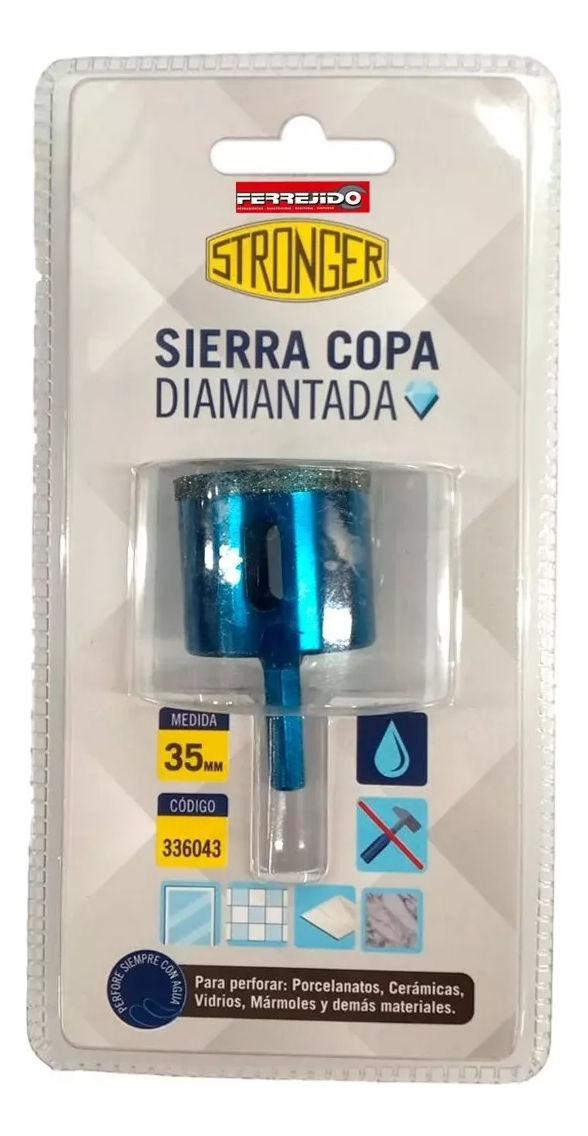 FERREJIDO
STRONGER
SIERRA COPA
DIAMANTADA
MEDIDA
35MM
CÓDIGO
336043
PERFORE SIEMPRE CON AGUA
Para perforar: Porcelanatos, Cerámicas,
Vidrios, Mármoles y demás materiales.